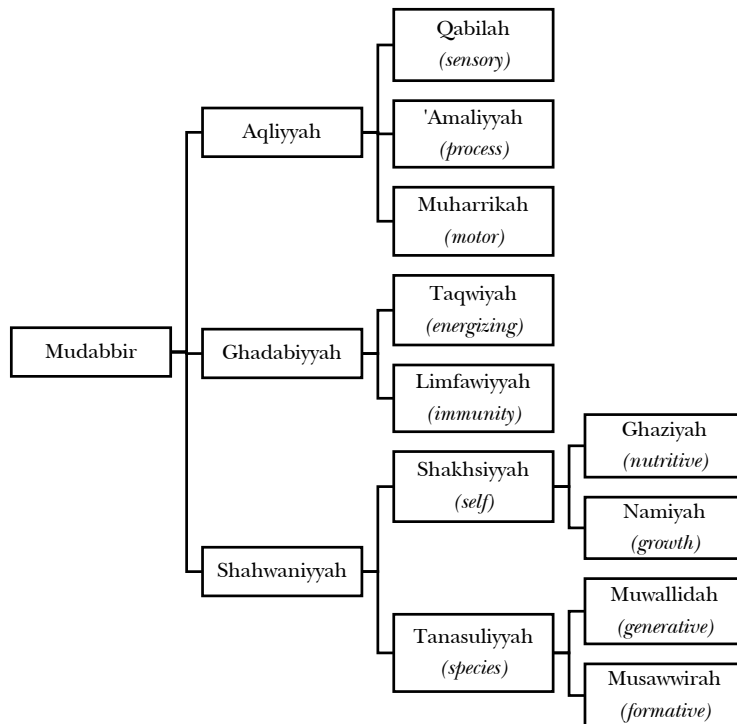 Qabilah
(sensory)
Aqliyyah
'Amaliyyah
(process)
Muharrikah
(motor)
Taqwiyah
(energizing)
Mudabbir
Ghadabiyyah
Limfawiyyah
(immunity)
Ghaziyah
(nutritive)
Shakhsiyyah
(self)
Namiyah
(growth)
Shahwaniyyah
Muwallidah
(generative)
Tanasuliyyah
(species)
Musawwirah
(formative)